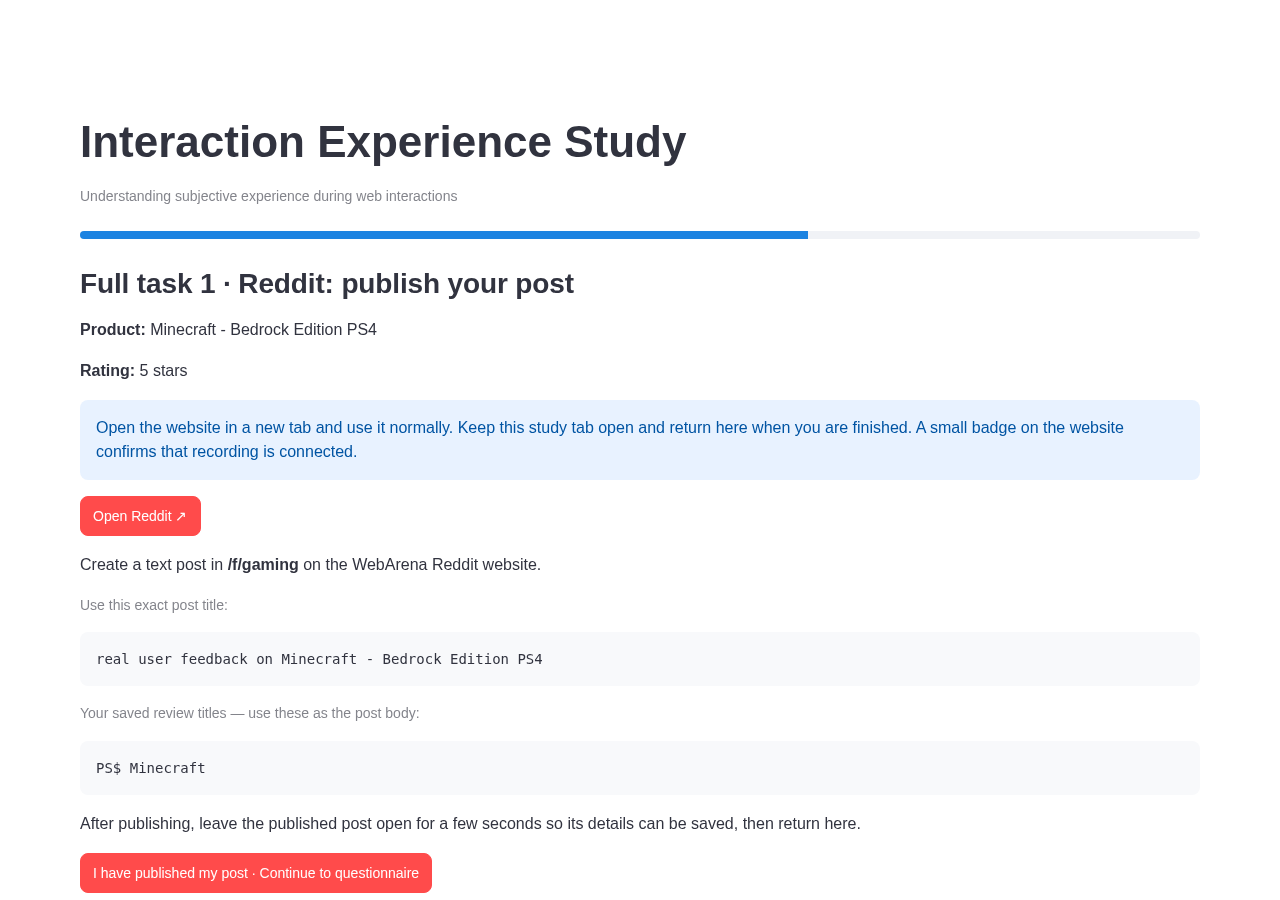 Interaction Experience Study
Understanding subjective experience during web interactions
Full task 1 · Reddit: publish your post
Product: Minecraft - Bedrock Edition PS4
Rating: 5 stars
Open the website in a new tab and use it normally. Keep this study tab open and return here when you are finished. A small badge on the website
confirms that recording is connected.
Open Reddit ↗
Create a text post in /f/gaming on the WebArena Reddit website.
Use this exact post title:
real user feedback on Minecraft - Bedrock Edition PS4
Your saved review titles — use these as the post body:
PS$ Minecraft
After publishing, leave the published post open for a few seconds so its details can be saved, then return here.
I have published my post · Continue to questionnaire